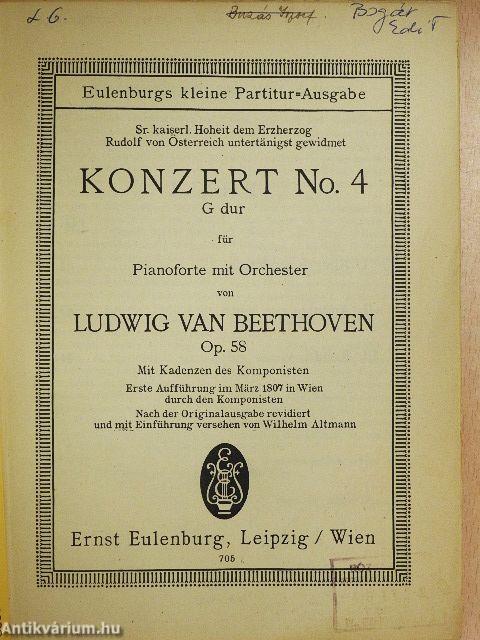 Eulenburgs kleine Partitur=Ausgabe
Sr. kaiserl. Hoheit dem Erzherzog
Rudolf von Österreich untertänigst gewidmet
KONZERT No. 4
G dur
für
Pianoforte mit Orchester
von
LUDWIG VAN BEETHOVEN
Op. 58
Mit Kadenzen des Komponisten
Erste Aufführung im März 1807 in Wien
durch den Komponisten
Nach der Originalausgabe revidiert
und mit Einführung versehen von Wilhelm Altmann
Ernst Eulenburg, Leipzig / Wien
705
Antikvárium.hu